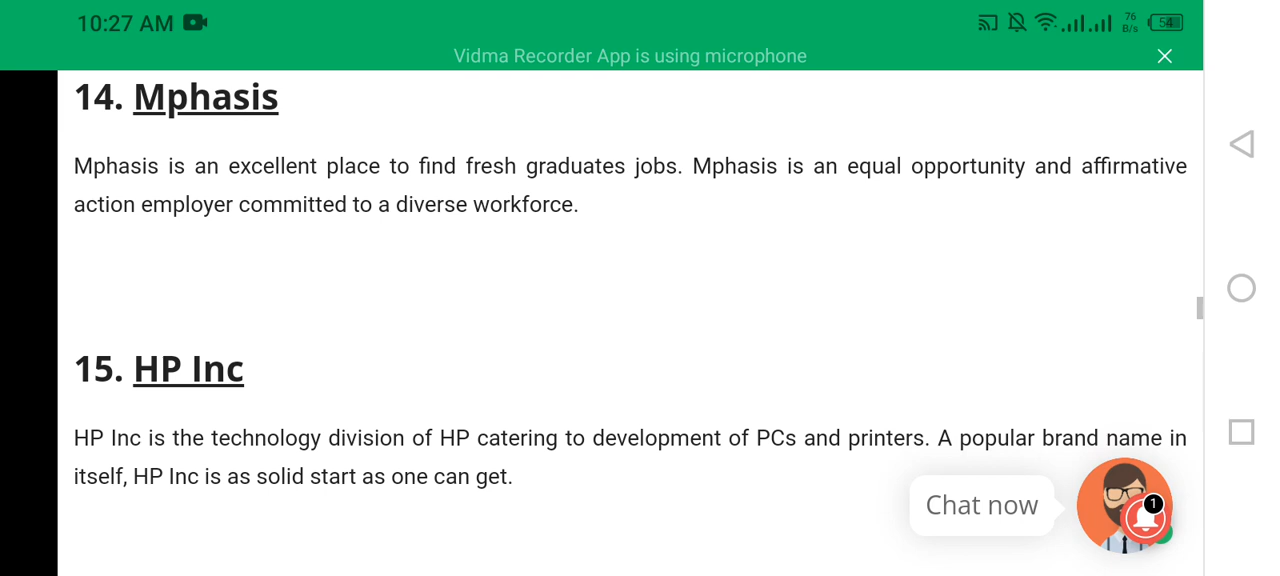 10:27 AM
76
B/s
54
Vidma Recorder App is using microphone
14. Mphasis
Mphasis is an excellent place to find fresh graduates jobs. Mphasis is an equal opportunity and affirmative
action employer committed to a diverse workforce.
15. HP Inc
HP Inc is the technology division of HP catering to development of PCs and printers. A popular brand name in
itself, HP Inc is as solid start as one can get.
Chat now
1